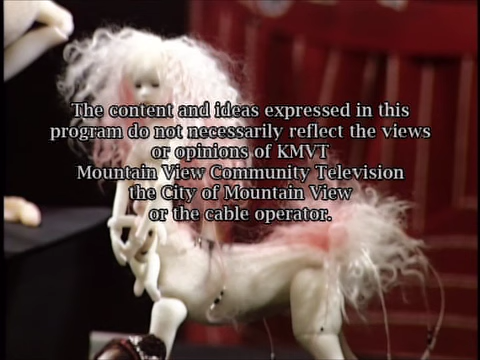 The content and ideas expressed in this
program do not necessarily reflect the views
or opinions of KMVT
Mountain View Community Television
the City of Mountain View
or the cable operator.